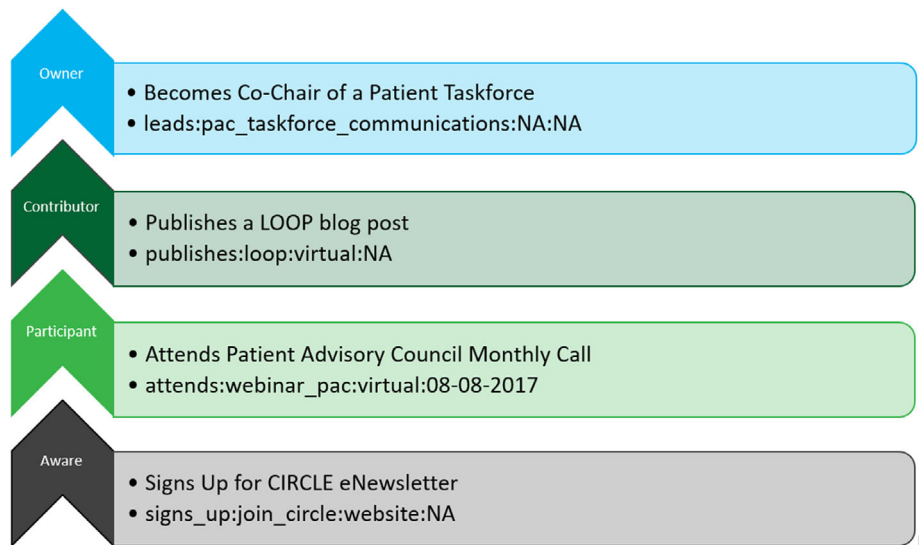 Owner
• Becomes Co-Chair of a Patient Taskforce
• leads:pac_taskforce_communications:NA:NA
Contributor
• Publishes a LOOP blog post
• publishes:loop:virtual:NA
Participant
• Attends Patient Advisory Council Monthly Call
• attends:webinar_pac:virtual:08-08-2017
Aware
• Signs Up for CIRCLE eNewsletter
• signs_up:join_circle:website:NA